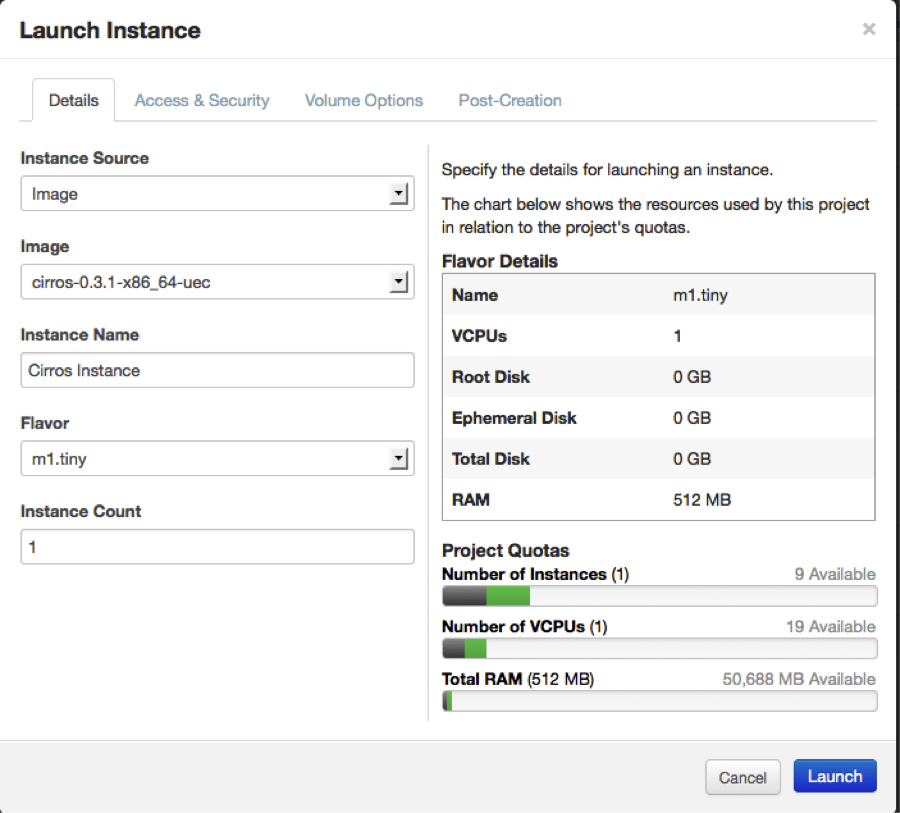 Launch Instance ×
Details Access & Security Volume Options Post-Creation
Instance Source
Image
Image
cirros-0.3.1-x86_64-uec
Instance Name
Cirros Instance
Flavor
m1.tiny
Instance Count
1
Specify the details for launching an instance.
The chart below shows the resources used by this project
in relation to the project's quotas.
Flavor Details
Name m1.tiny
VCPUs 1
Root Disk 0 GB
Ephemeral Disk 0 GB
Total Disk 0 GB
RAM 512 MB
Project Quotas
Number of Instances (1) 9 Available
Number of VCPUs (1) 19 Available
Total RAM (512 MB) 50,688 MB Available
Cancel Launch